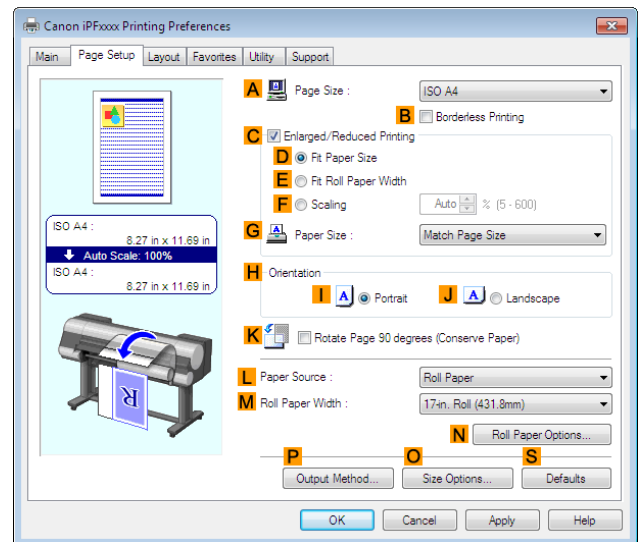 Canon iPFxxxx Printing Preferences
Main Page Setup Layout Favorites Utility Support
A Page Size : ISO A4
B Borderless Printing
C Enlarged/Reduced Printing
D Fit Paper Size
E Fit Roll Paper Width
F Scaling Auto % (5 - 600)
G Paper Size : Match Page Size
ISO A4 :
8.27 in x 11.69 in
Auto Scale: 100%
ISO A4 :
8.27 in x 11.69 in
H Orientation
I A Portrait J A Landscape
K Rotate Page 90 degrees (Conserve Paper)
R
L Paper Source : Roll Paper
M Roll Paper Width : 17-in. Roll (431.8mm)
N Roll Paper Options...
P O S
Output Method... Size Options... Defaults
OK Cancel Apply Help